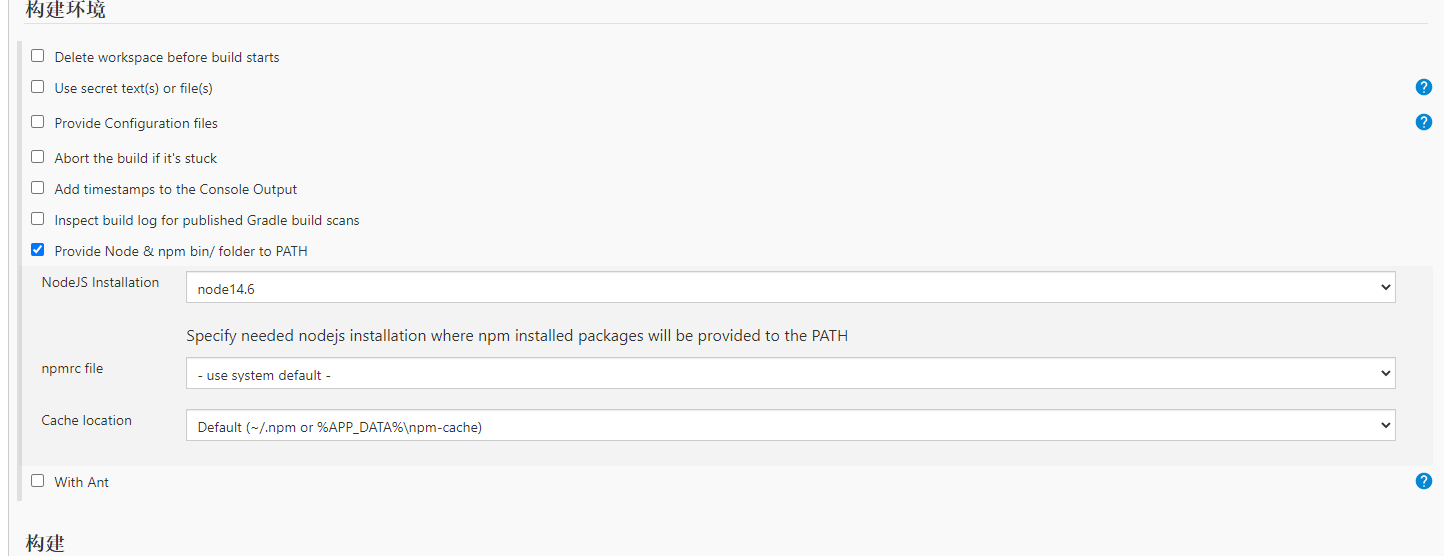 构建环境
Delete workspace before build starts
Use secret text(s) or file(s)
Provide Configuration files
Abort the build if it's stuck
Add timestamps to the Console Output
Inspect build log for published Gradle build scans
Provide Node & npm bin/ folder to PATH
NodeJS Installation
node14.6
Specify needed nodejs installation where npm installed packages will be provided to the PATH
npmrc file
- use system default -
Cache location
Default (~/.npm or %APP_DATA%\npm-cache)
With Ant
构建